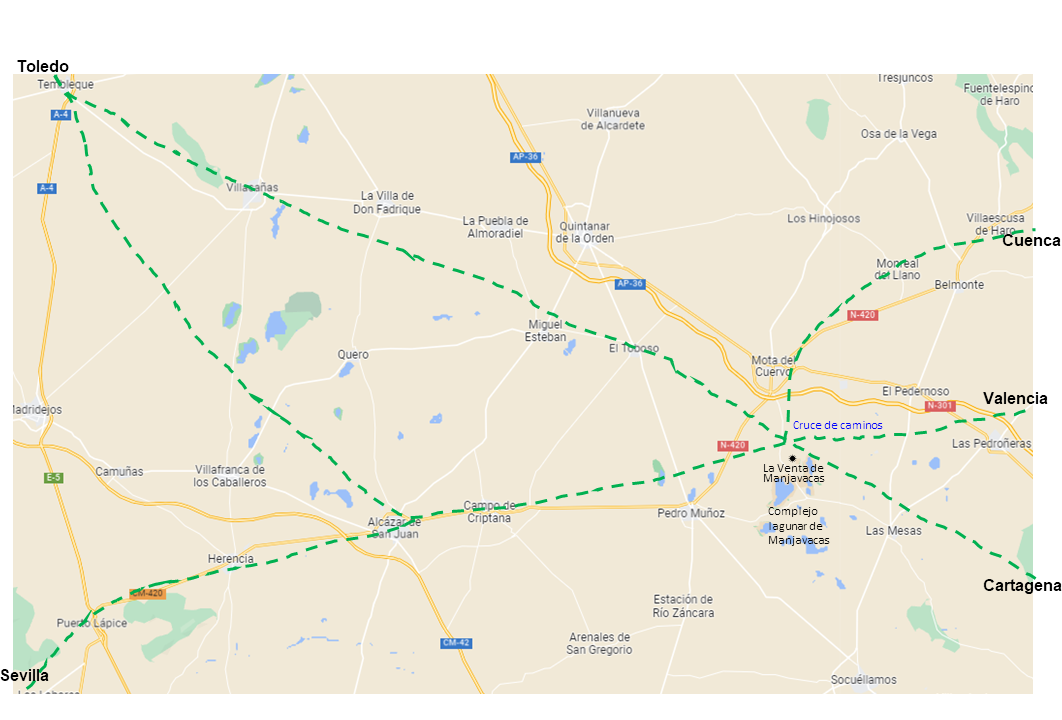 Toledo
Tembleque
Tresjuncos
Fuentelespino
de Haro
A-4
Villanueva
de Alcardete
Osa de la Vega
AP-36
A-4
Villacañas
La Villa de
Don Fadrique
La Puebla de
Almoradiel
Quintanar
de la Orden
Los Hinojosos
Villaescusa
de Haro
Cuenca
Monreal
del Llano
AP-36
Belmonte
N-420
Miguel
Esteban
Quero
El Toboso
Mota del
Cuervo
El Pedernoso
Valencia
Madridejos
N-301
Cruce de caminos
N-420
Las Pedroñeras
Camuñas
Villafranca de
los Caballeros
La Venta de
Manjavacas
E-5
Campo de
Criptana
Pedro Muñoz
Complejo
lagunar de
Manjavacas
Alcázar de
San Juan
Las Mesas
Herencia
Cartagena
CM-420
Estación de
Río Záncara
Puerto Lápice
Arenales de
San Gregorio
CM-42
Sevilla
Socuéllamos